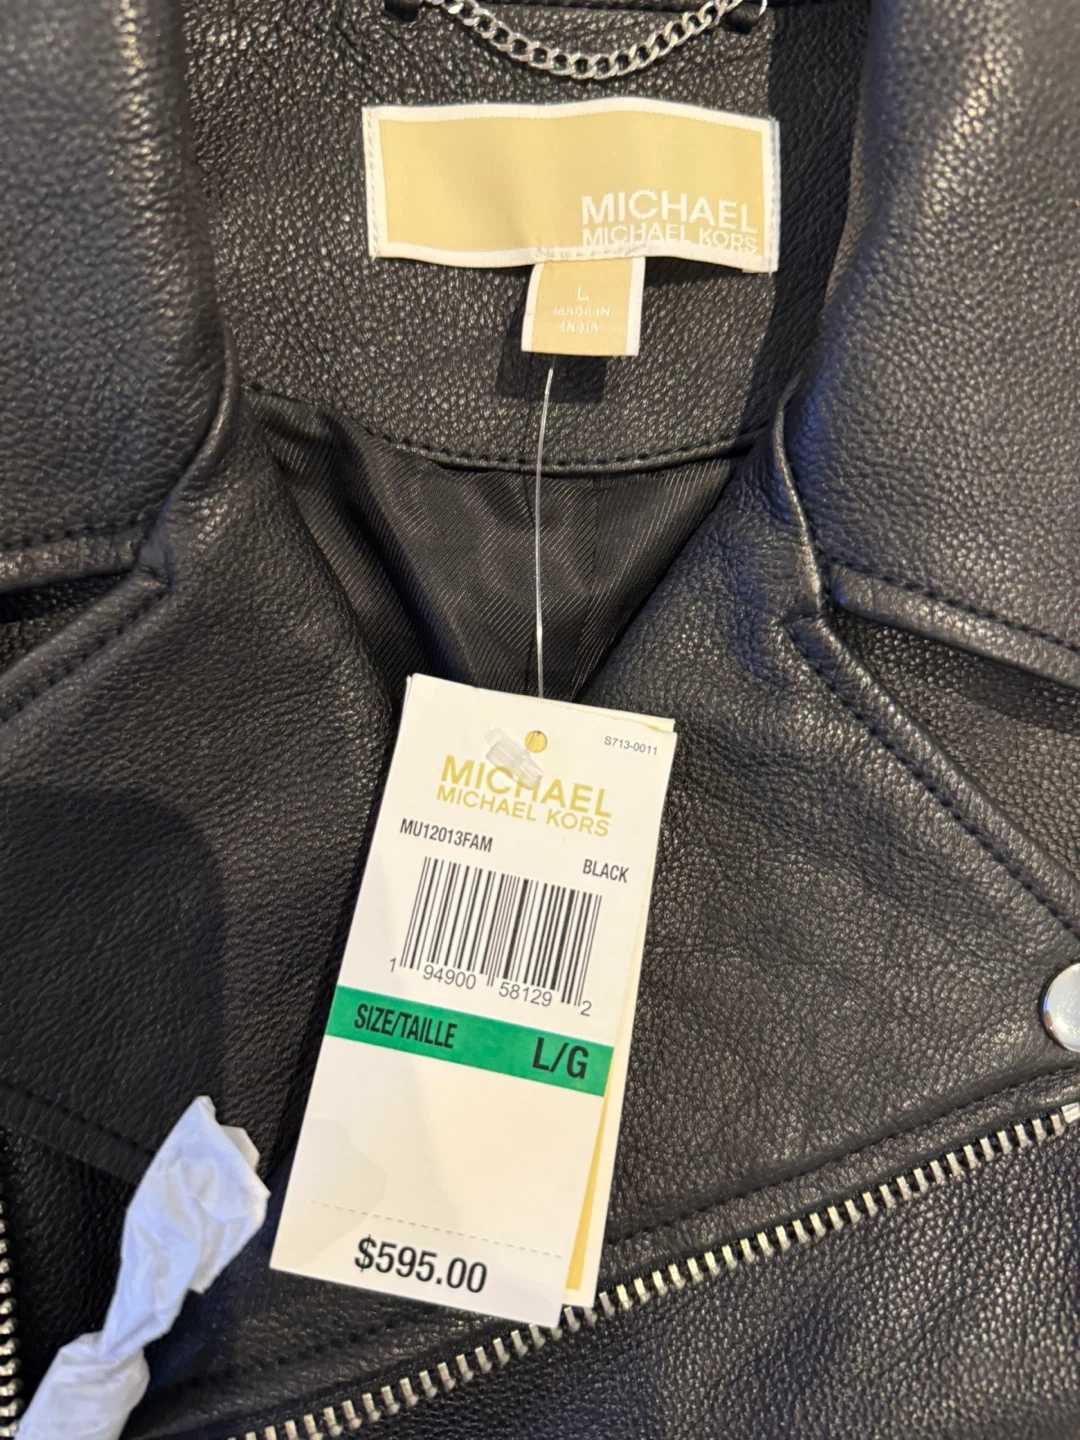 MICHAEL
MICHAEL KORS
L
MADE IN
INDIA
S713-0011
MICHAEL
MICHAEL KORS
MU12013FAM
BLACK
1 94900 58129 2
SIZE/TAILLE L/G
$595.00